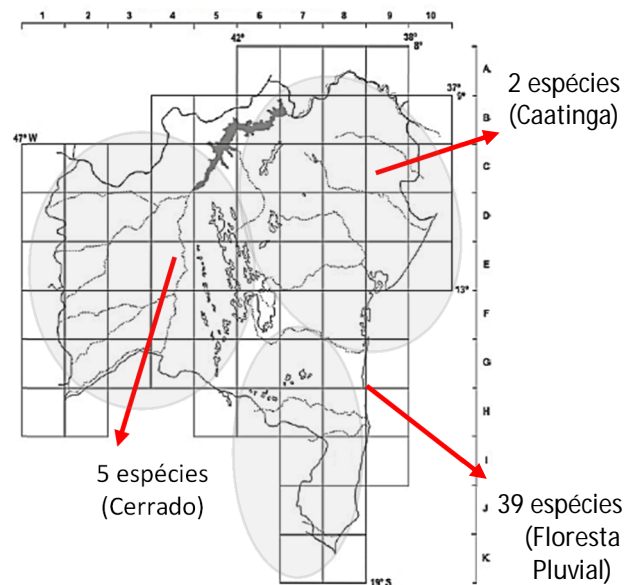 1 2 3 4 5 6 7 8 9 10
42°
38°
8°
A
37°
9°
B
47° W
C
D
E
13°
F
G
H
I
J
K
19° S
2 espécies
(Caatinga)
5 espécies
(Cerrado)
39 espécies
(Floresta
Pluvial)